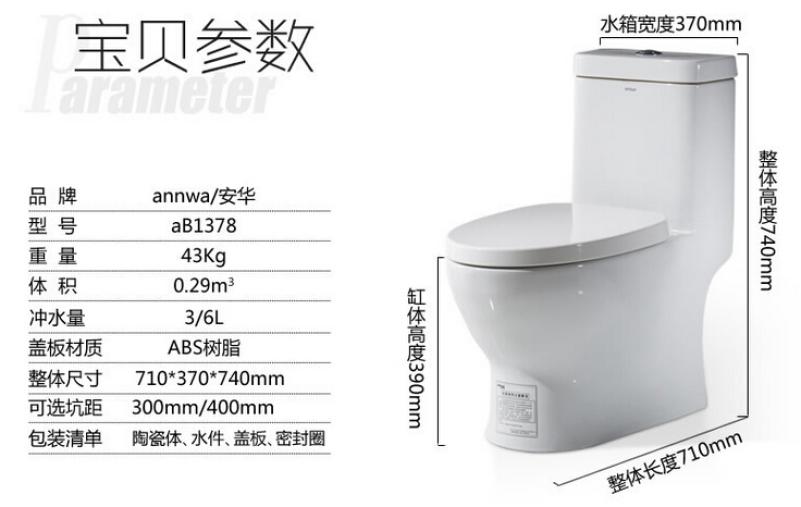 宝贝参数
Parameter
水箱宽度370mm
品 牌 annwa/安华
型 号 aB1378
重 量 43Kg
体 积 0.29m³
冲水量 3/6L
盖板材质 ABS树脂
整体尺寸 710*370*740mm
可选坑距 300mm/400mm
包装清单 陶瓷体、水件、盖板、密封圈
整体高度740mm
缸体高度390mm
整体长度710mm